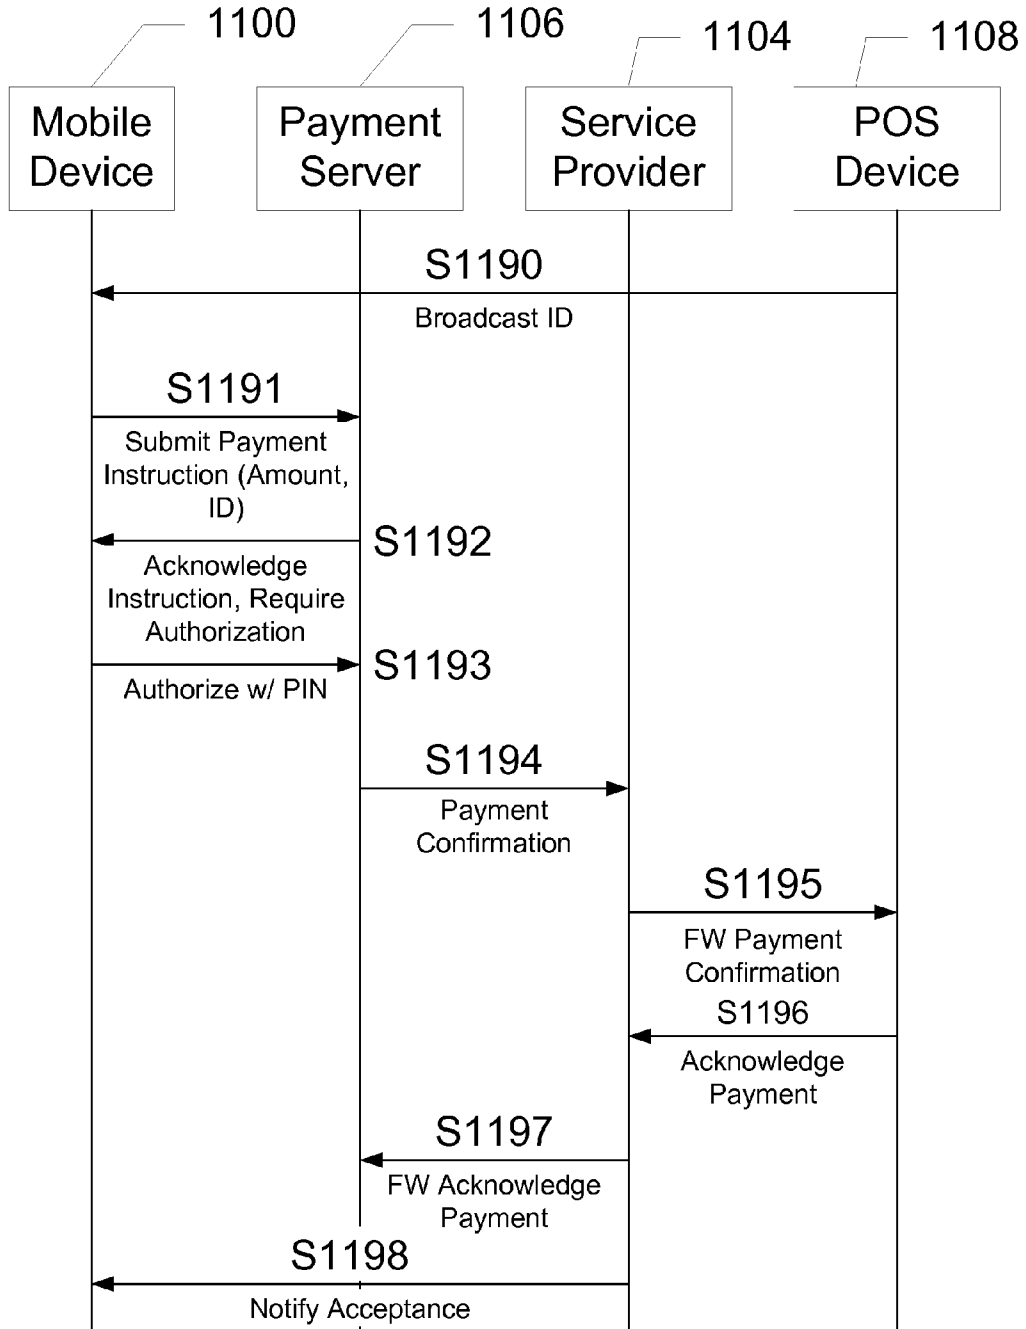 1100
1106
1104
1108
Mobile
Device
Payment
Server
Service
Provider
POS
Device
S1190
Broadcast ID
S1191
Submit Payment
Instruction (Amount,
ID)
S1192
Acknowledge
Instruction, Require
Authorization
S1193
Authorize w/ PIN
S1194
Payment
Confirmation
S1195
FW Payment
Confirmation
S1196
Acknowledge
Payment
S1197
FW Acknowledge
Payment
S1198
Notify Acceptance